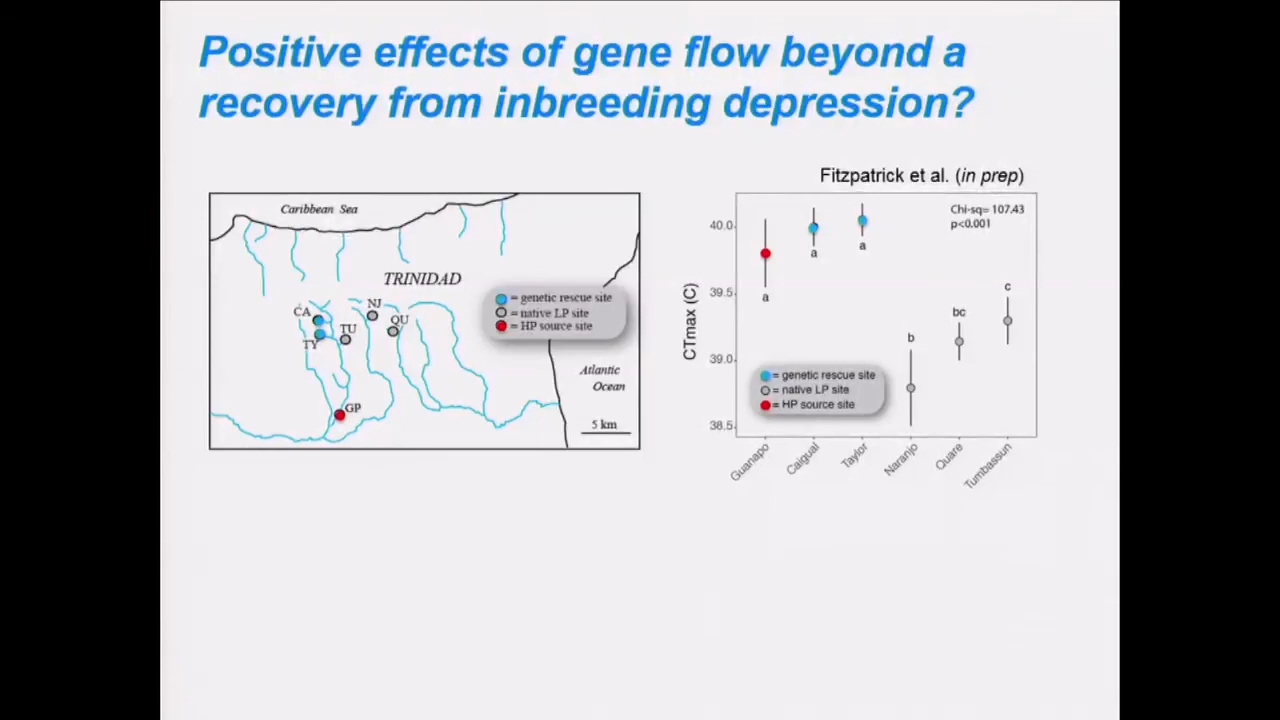 Positive effects of gene flow beyond a
recovery from inbreeding depression?
Fitzpatrick et al. (in prep)
Caribbean Sea
TRINIDAD
= genetic rescue site
= native LP site
= HP source site
CA
NJ
TU
QU
TY
GP
Atlantic
Ocean
5 km
Chi-sq= 107.43
p<0.001
CTmax (C)
40.0
39.5
39.0
38.5
a
a
a
b
bc
c
= genetic rescue site
= native LP site
= HP source site
Guanapo
Caigual
Taylor
Naranjo
Quare
Tumbassun